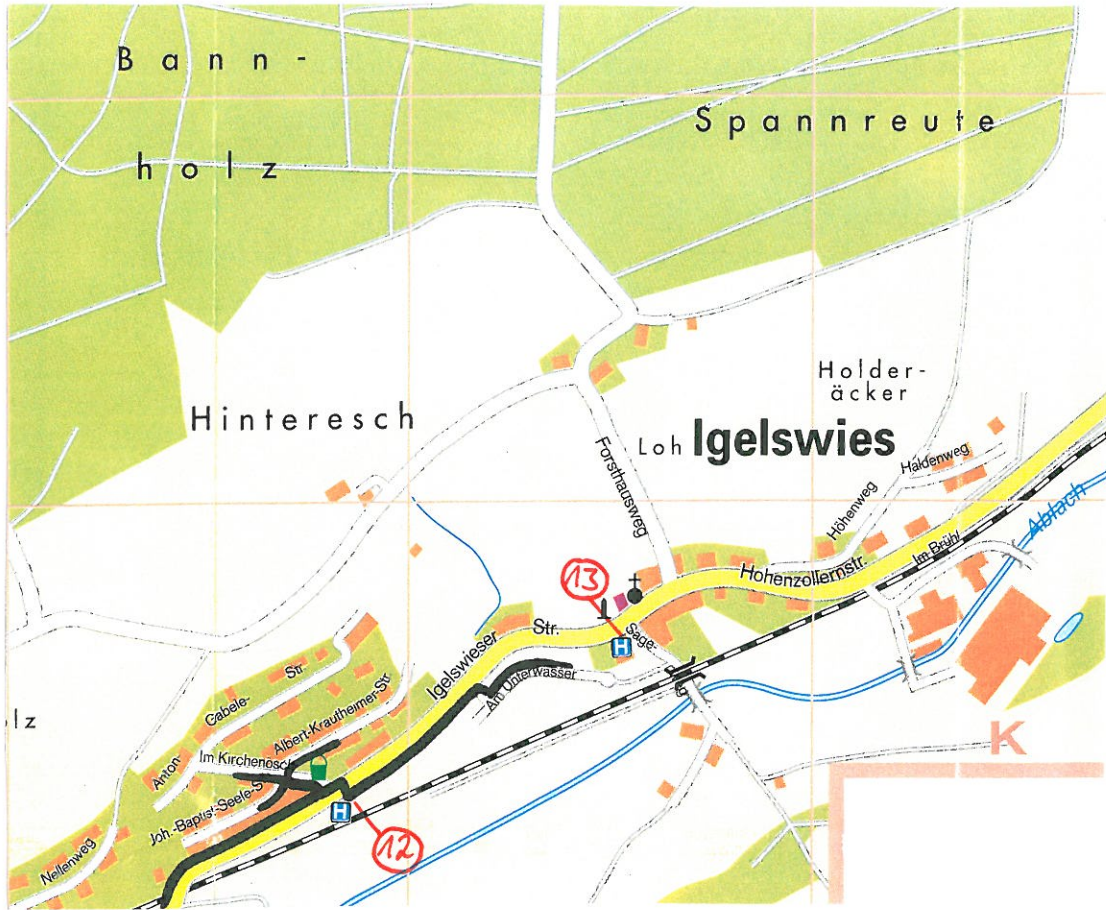 Bann-
holz
Spannreute
Hinteresch
Holder-
äcker
Loh Igelswies
Forsthausweg
Haldenweg
Höhenweg
Ablach
Im Brühl
Hohenzollernstr.
13
Säge-
H
Igelswieser Str.
Am Unterwasser
lz
Anton-Gabele-Str
Albert-Krautheimer-Str.
Im Kirchenösch
Joh.-Baptist-Seele-S
H
12
Nellenweg
K